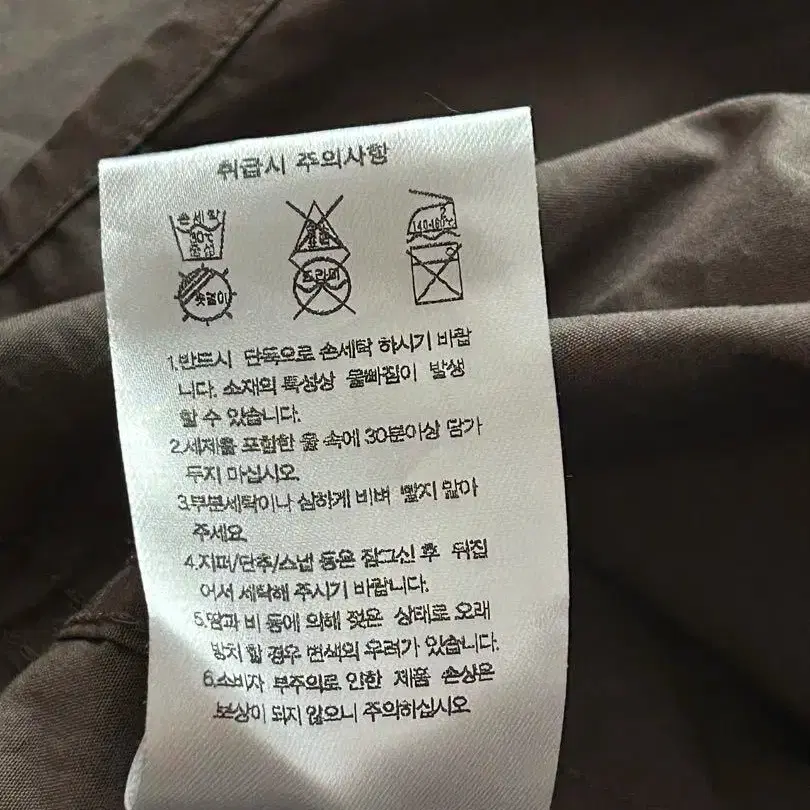 취급시 주의사항
손세탁
30℃
중성
염소
표백
2
140-160℃
옷걸이
드라이
1.반드시 단독으로 손세탁 하시기 바랍
니다. 소재의 특성상 물빠짐이 발생
할 수 있습니다.
2.세제를 포함한 물 속에 30분이상 담가
두지 마십시오.
3.부분세탁이나 심하게 비벼 빨지 말아
주세요.
4.지퍼/단추/스냅 등은 잠그신 후 뒤집
어서 세탁해 주시기 바랍니다.
5.땀과 비 등에 의해 젖은 상태로 오래
방치 할 경우 변색의 우려가 있습니다.
6.소비자 부주의로 인한 제품 손상은
보상이 되지 않으니 주의하십시오